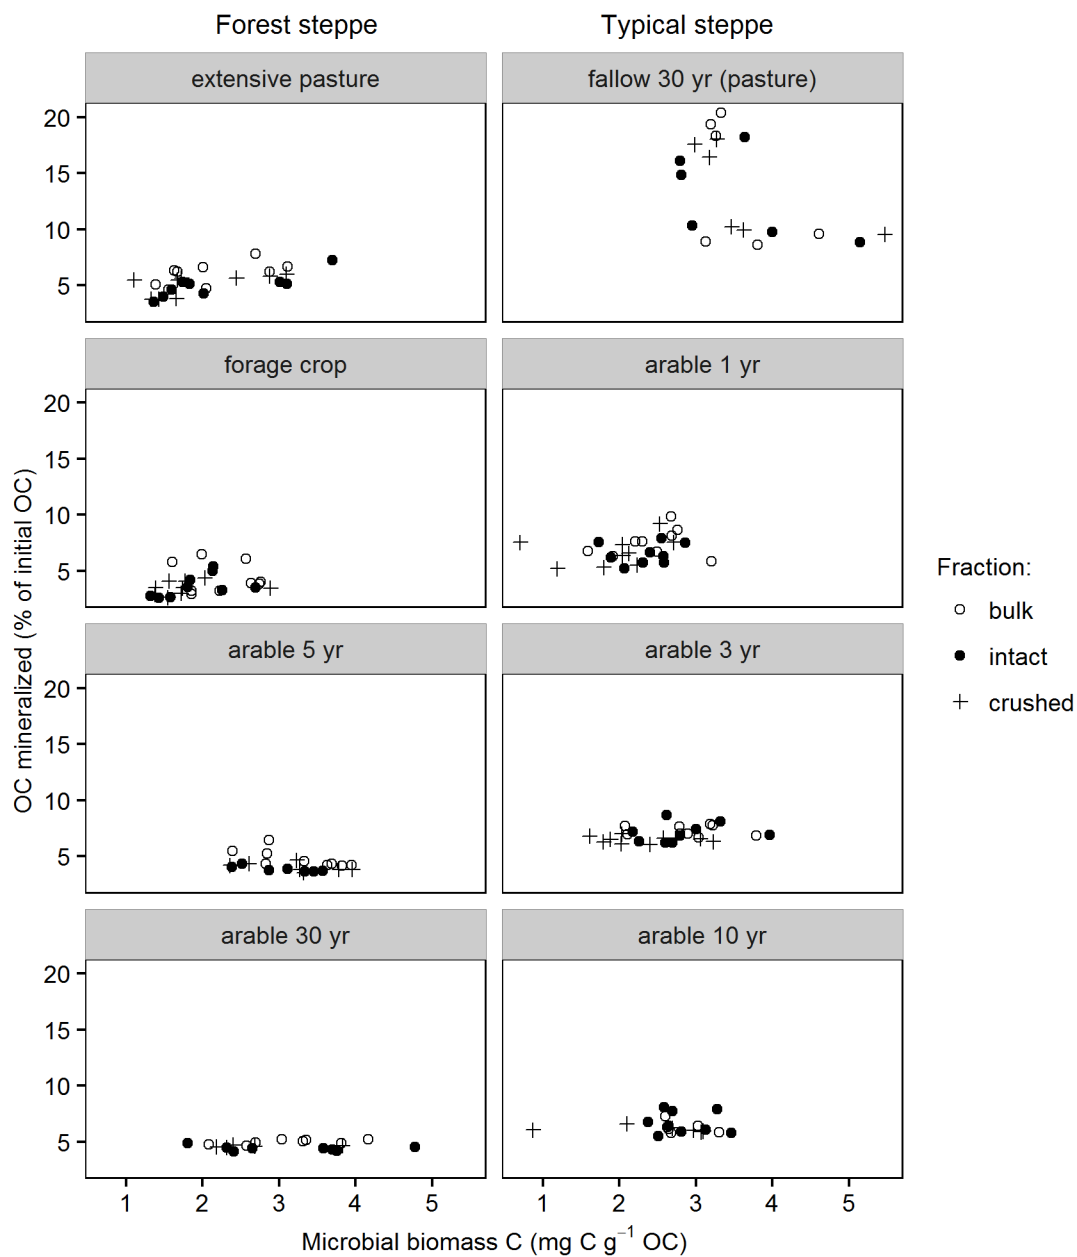 Forest steppe
Typical steppe
extensive pasture
fallow 30 yr (pasture)
20
15
10
5
forage crop
arable 1 yr
20
15
10
5
arable 5 yr
arable 3 yr
20
15
10
5
arable 30 yr
arable 10 yr
20
15
10
5
1 2 3 4 5
1 2 3 4 5
Microbial biomass C (mg C g⁻¹ OC)
OC mineralized (% of initial OC)
Fraction:
bulk
intact
crushed